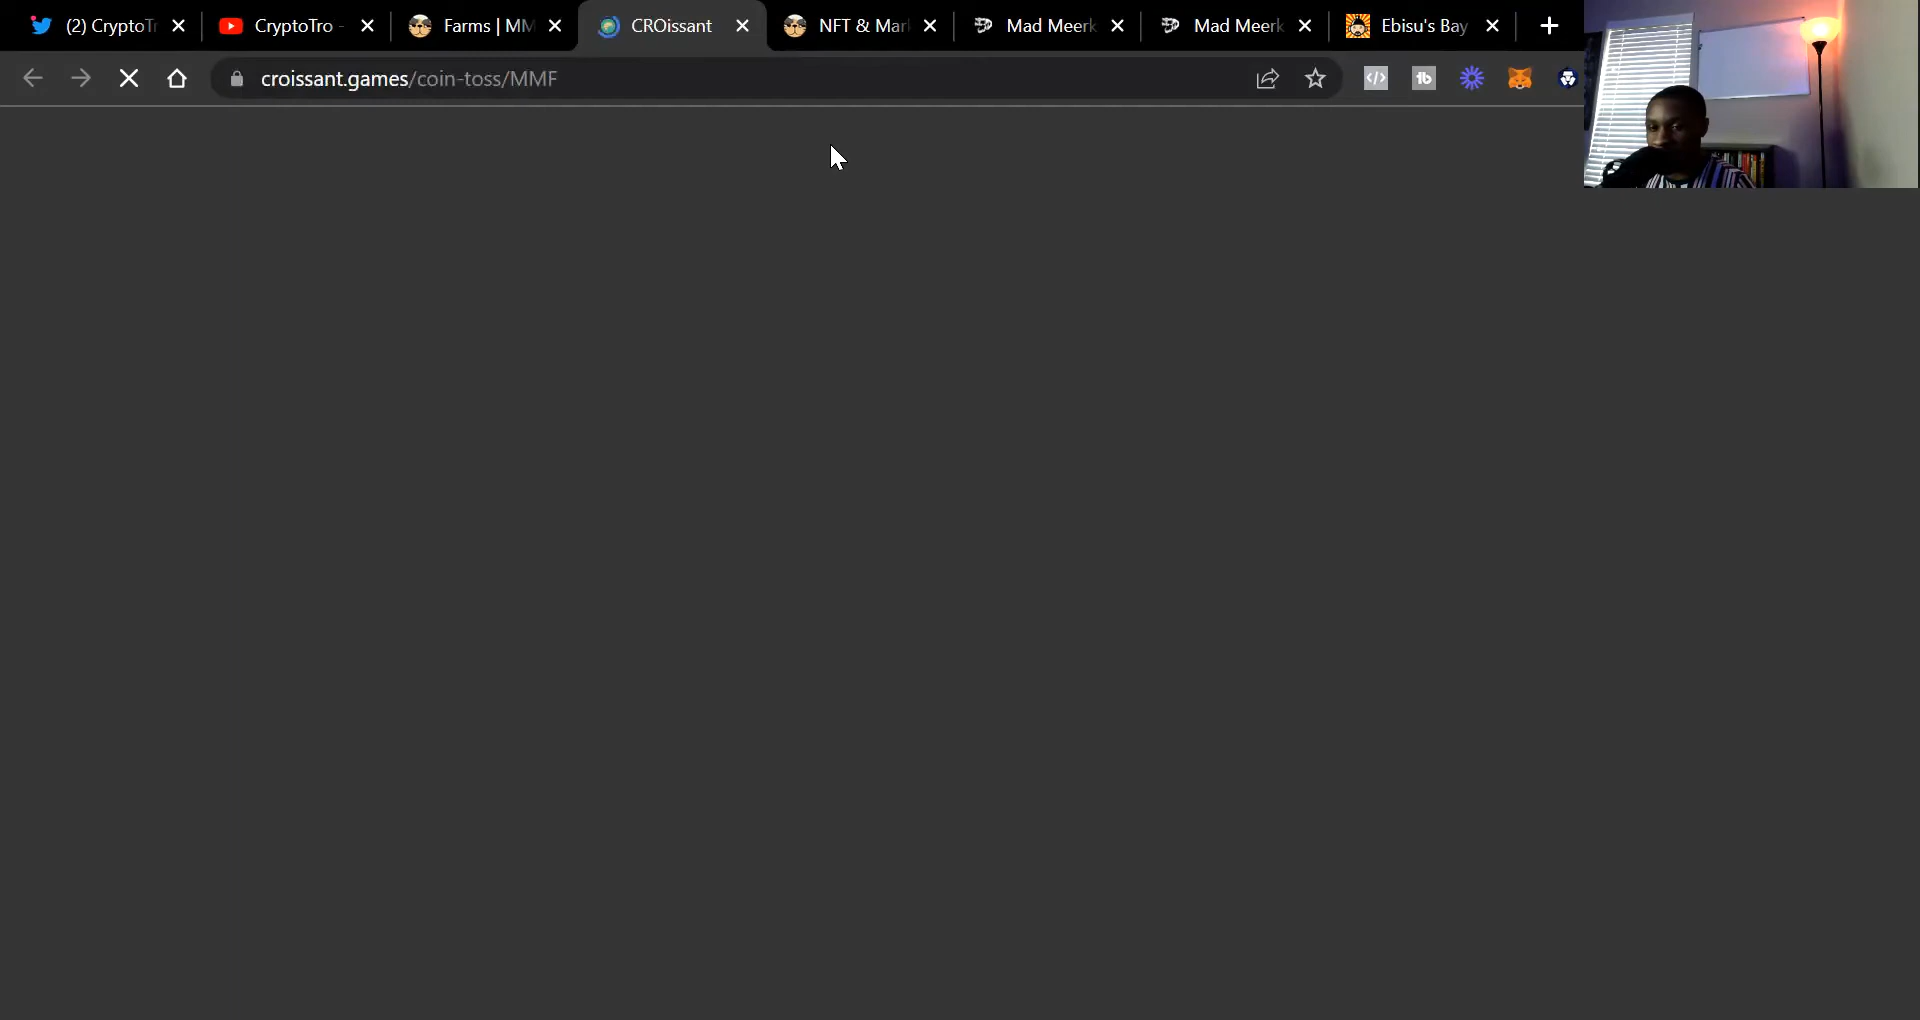 (2) CryptoTr
CryptoTro -
Farms | MM
CROissant
NFT & Mar
Mad Meerk
Mad Meerk
Ebisu's Bay
croissant.games/coin-toss/MMF